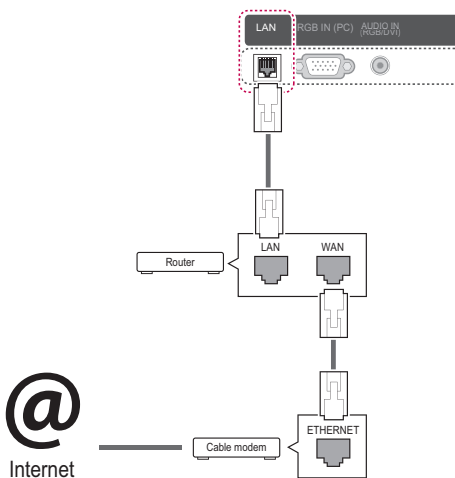 LAN
RGB IN (PC)
AUDIO IN
(RGB/DVI)
LAN
WAN
Router
ETHERNET
Cable modem
@
Internet